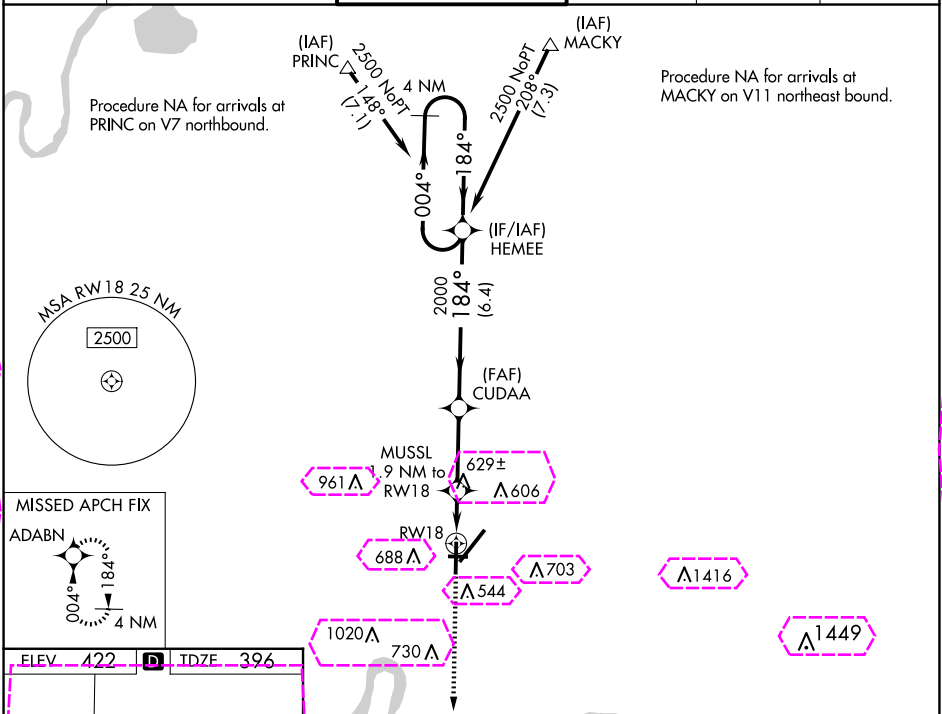 (IAF)
PRINC
2500 NoPT
148°
(7.1)
4 NM
(IAF)
MACKY
2500 NoPT
208°
(7.3)
Procedure NA for arrivals at
PRINC on V7 northbound.
Procedure NA for arrivals at
MACKY on V11 northeast bound.
004°
184°
(IF/IAF)
HEMEE
2000
184°
(6.4)
MSA RW18 25 NM
2500
(FAF)
CUDAA
MUSSL
1.9 NM to
RW18
961
629±
606
RW18
688
703
544
1416
1449
1020
730
MISSED APCH FIX
ADABN
004°
184°
4 NM
ELEV 422 D TDZE 396